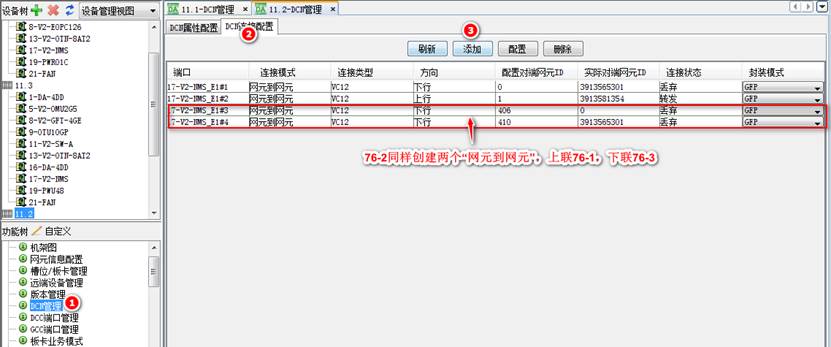 设备树 设备管理视图
8-V2-EOPC126
13-V2-OTN-8AI2
17-V2-NMS
19-PWR01C
21-FAN
11.3
1-DA-4DD
5-V2-OMU2G5
8-V2-GFT-4GE
9-OTU10GP
11-V2-SW-A
13-V2-OTN-8AI2
16-DA-4DD
17-V2-NMS
19-PWU48
21-FAN
11.2
功能树 自定义
机架图
网元信息配置
槽位/板卡管理
远端设备管理
版本管理
DCN管理 1
DCC端口管理
GCC端口管理
板卡业务模式
11.1-DCN管理 × 11.2-DCN管理 ×
DCN属性配置 DCN连接配置
2 3
刷新 添加 配置 删除
端口 连接模式 连接类型 方向 配置对端网元ID 实际对端网元ID 连接状态 封装模式
17-V2-NMS_E1#1 网元到网元 VC12 下行 0 3913565301 丢弃 GFP
17-V2-NMS_E1#2 网元到网元 VC12 上行 1 3913581354 转发 GFP
17-V2-NMS_E1#3 网元到网元 VC12 下行 406 0 丢弃 GFP
17-V2-NMS_E1#4 网元到网元 VC12 下行 410 3913565301 丢弃 GFP
76-2同样创建两个“网元到网元”，上联76-1，下联76-3